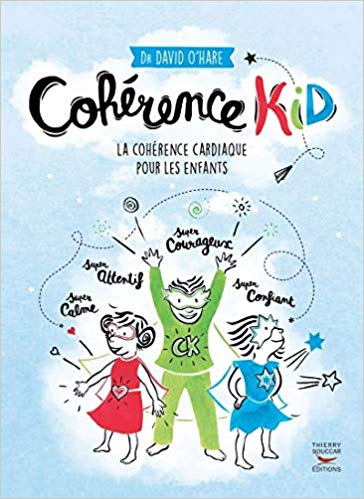 DR DAVID O'HARE
Cohérence KiD
LA COHÉRENCE CARDIAQUE
POUR LES ENFANTS
Super
Courageux
Super
Attentif
Super
Confiant
Super
Calme
CK
THIERRY
SOUCCAR
ÉDITIONS